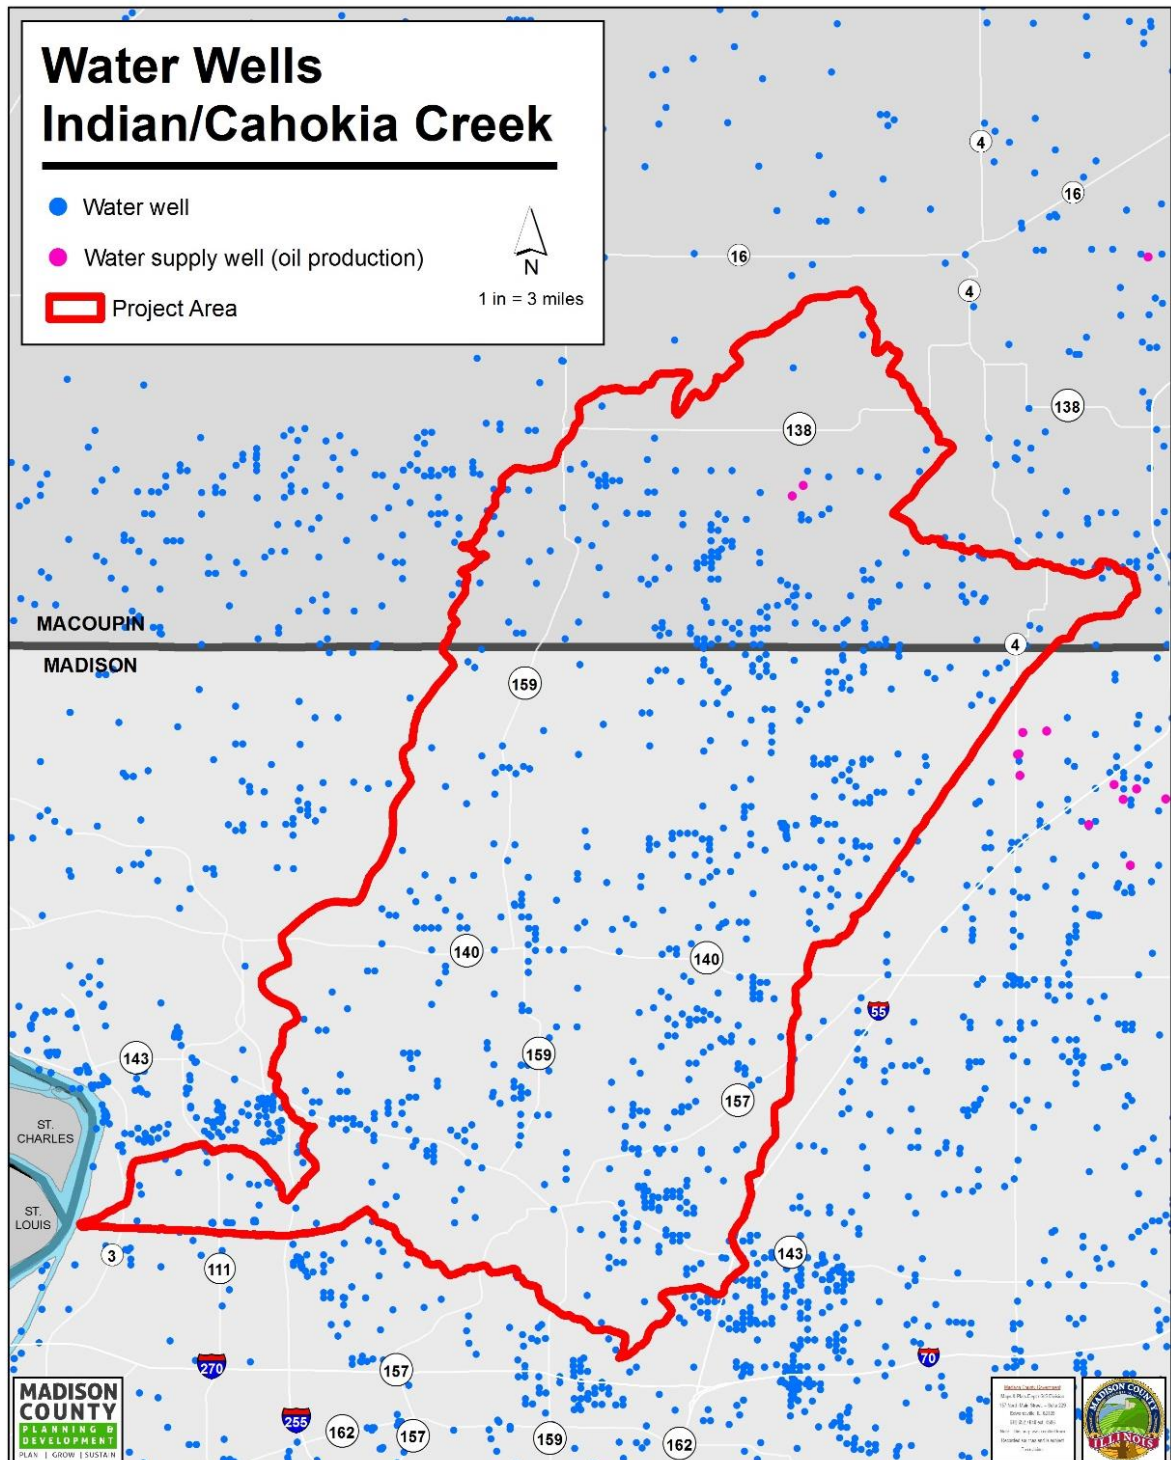 Water Wells
Indian/Cahokia Creek
Water well
Water supply well (oil production)
Project Area
N
1 in = 3 miles
4
16
16
4
138
138
MACOUPIN
MADISON
4
159
140
140
55
143
159
157
ST.
CHARLES
ST.
LOUIS
3
111
143
270
157
70
255
162
157
159
162
MADISON
COUNTY
PLANNING &
DEVELOPMENT
PLAN | GROW | SUSTAIN
Madison County Government
MADISON COUNTY
ILLINOIS